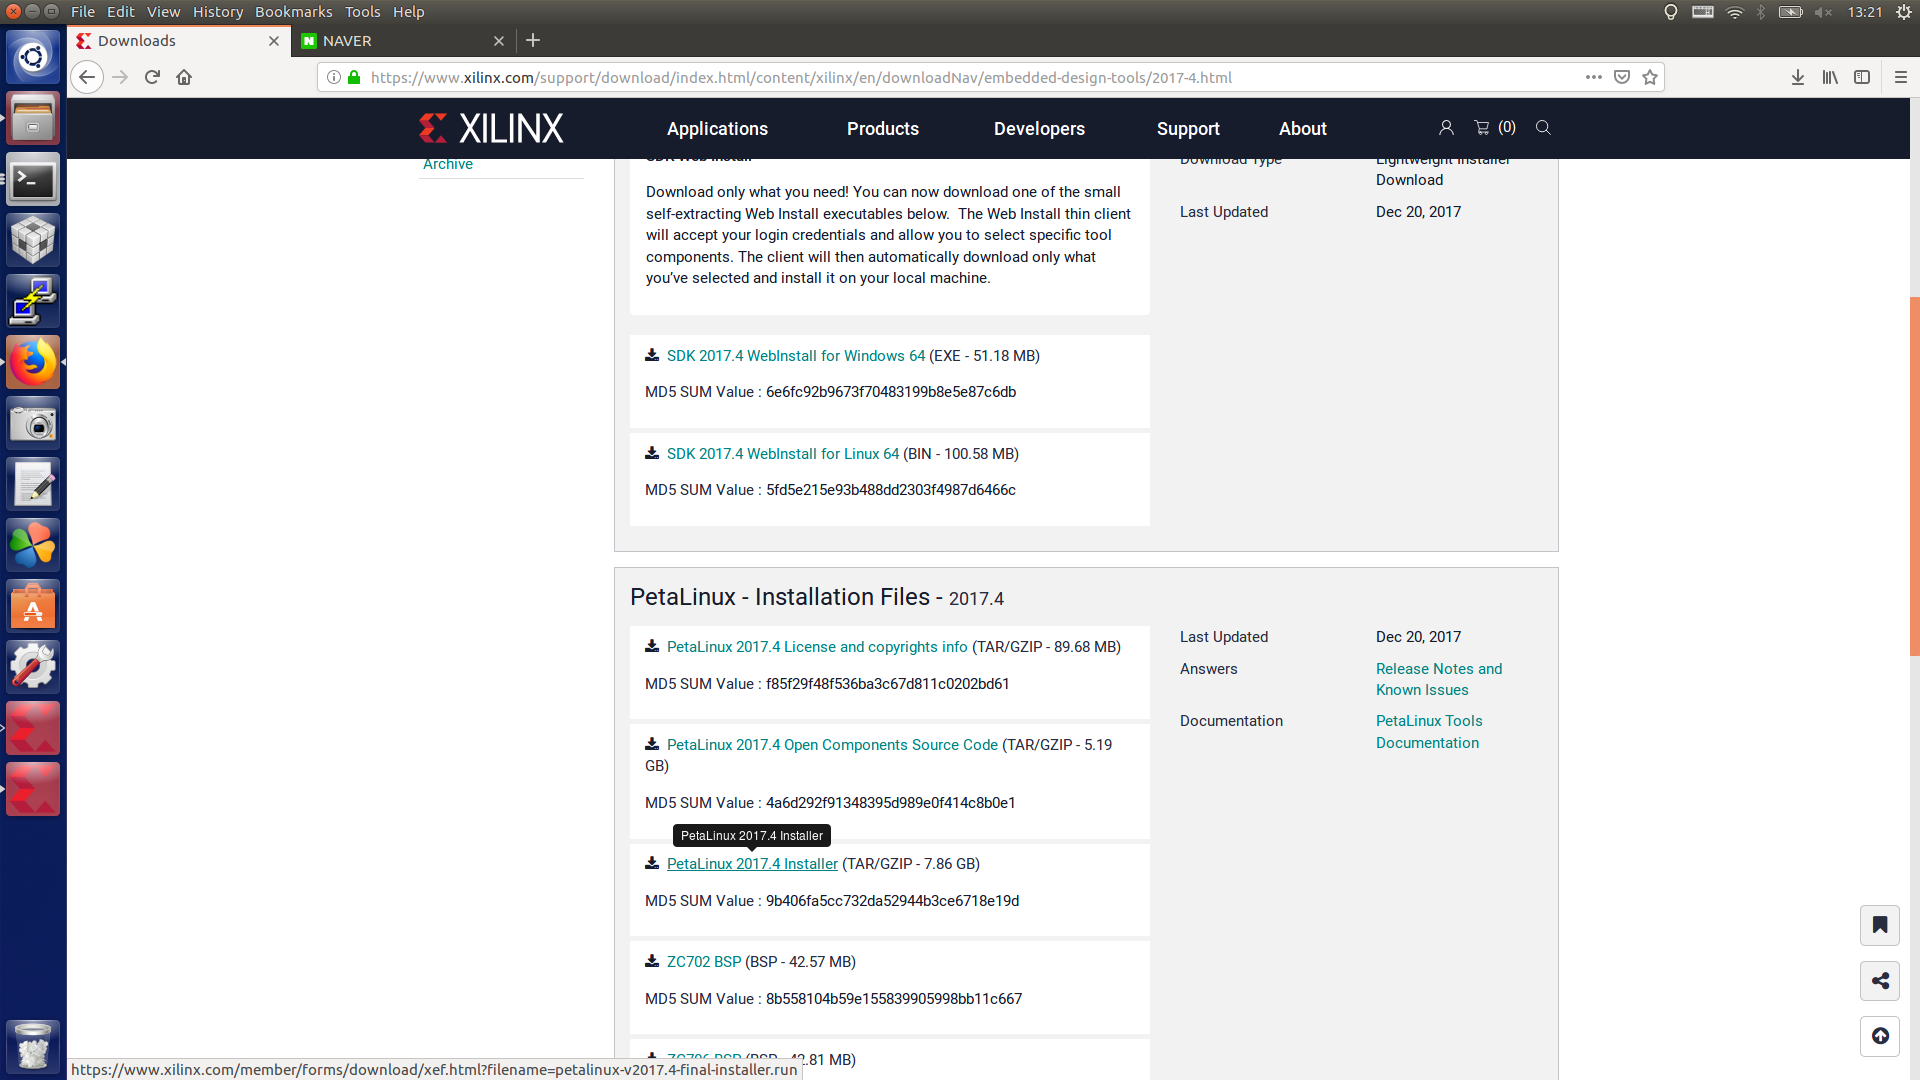 File Edit View History Bookmarks Tools Help
13:21
Downloads
NAVER
https://www.xilinx.com/support/download/index.html/content/xilinx/en/downloadNav/embedded-design-tools/2017-4.html
XILINX
Applications Products Developers Support About (0)
Archive
SDK Web Install
Download Type Lightweight Installer
Download
Download only what you need! You can now download one of the small
self-extracting Web Install executables below.  The Web Install thin client
will accept your login credentials and allow you to select specific tool
components. The client will then automatically download only what
you've selected and install it on your local machine.
Last Updated Dec 20, 2017
SDK 2017.4 WebInstall for Windows 64 (EXE - 51.18 MB)
MD5 SUM Value : 6e6fc92b9673f70483199b8e5e87c6db
SDK 2017.4 WebInstall for Linux 64 (BIN - 100.58 MB)
MD5 SUM Value : 5fd5e215e93b488dd2303f4987d6466c
PetaLinux - Installation Files - 2017.4
PetaLinux 2017.4 License and copyrights info (TAR/GZIP - 89.68 MB)
MD5 SUM Value : f85f29f48f536ba3c67d811c0202bd61
PetaLinux 2017.4 Open Components Source Code (TAR/GZIP - 5.19
GB)
MD5 SUM Value : 4a6d292f91348395d989e0f414c8b0e1
PetaLinux 2017.4 Installer
PetaLinux 2017.4 Installer (TAR/GZIP - 7.86 GB)
MD5 SUM Value : 9b406fa5cc732da52944b3ce6718e19d
ZC702 BSP (BSP - 42.57 MB)
MD5 SUM Value : 8b558104b59e155839905998bb11c667
ZC706 BSP (BSP - 42.81 MB)
Last Updated Dec 20, 2017
Answers Release Notes and
Known Issues
Documentation PetaLinux Tools
Documentation
https://www.xilinx.com/member/forms/download/xef.html?filename=petalinux-v2017.4-final-installer.run